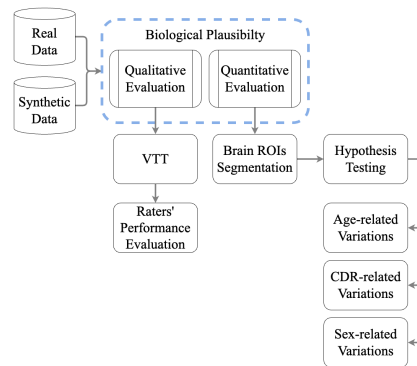 Real
Data
Synthetic
Data
Biological Plausibilty
Qualitative
Evaluation
Quantitative
Evaluation
VTT
Brain ROIs
Segmentation
Hypothesis
Testing
Raters'
Performance
Evaluation
Age-related
Variations
CDR-related
Variations
Sex-related
Variations